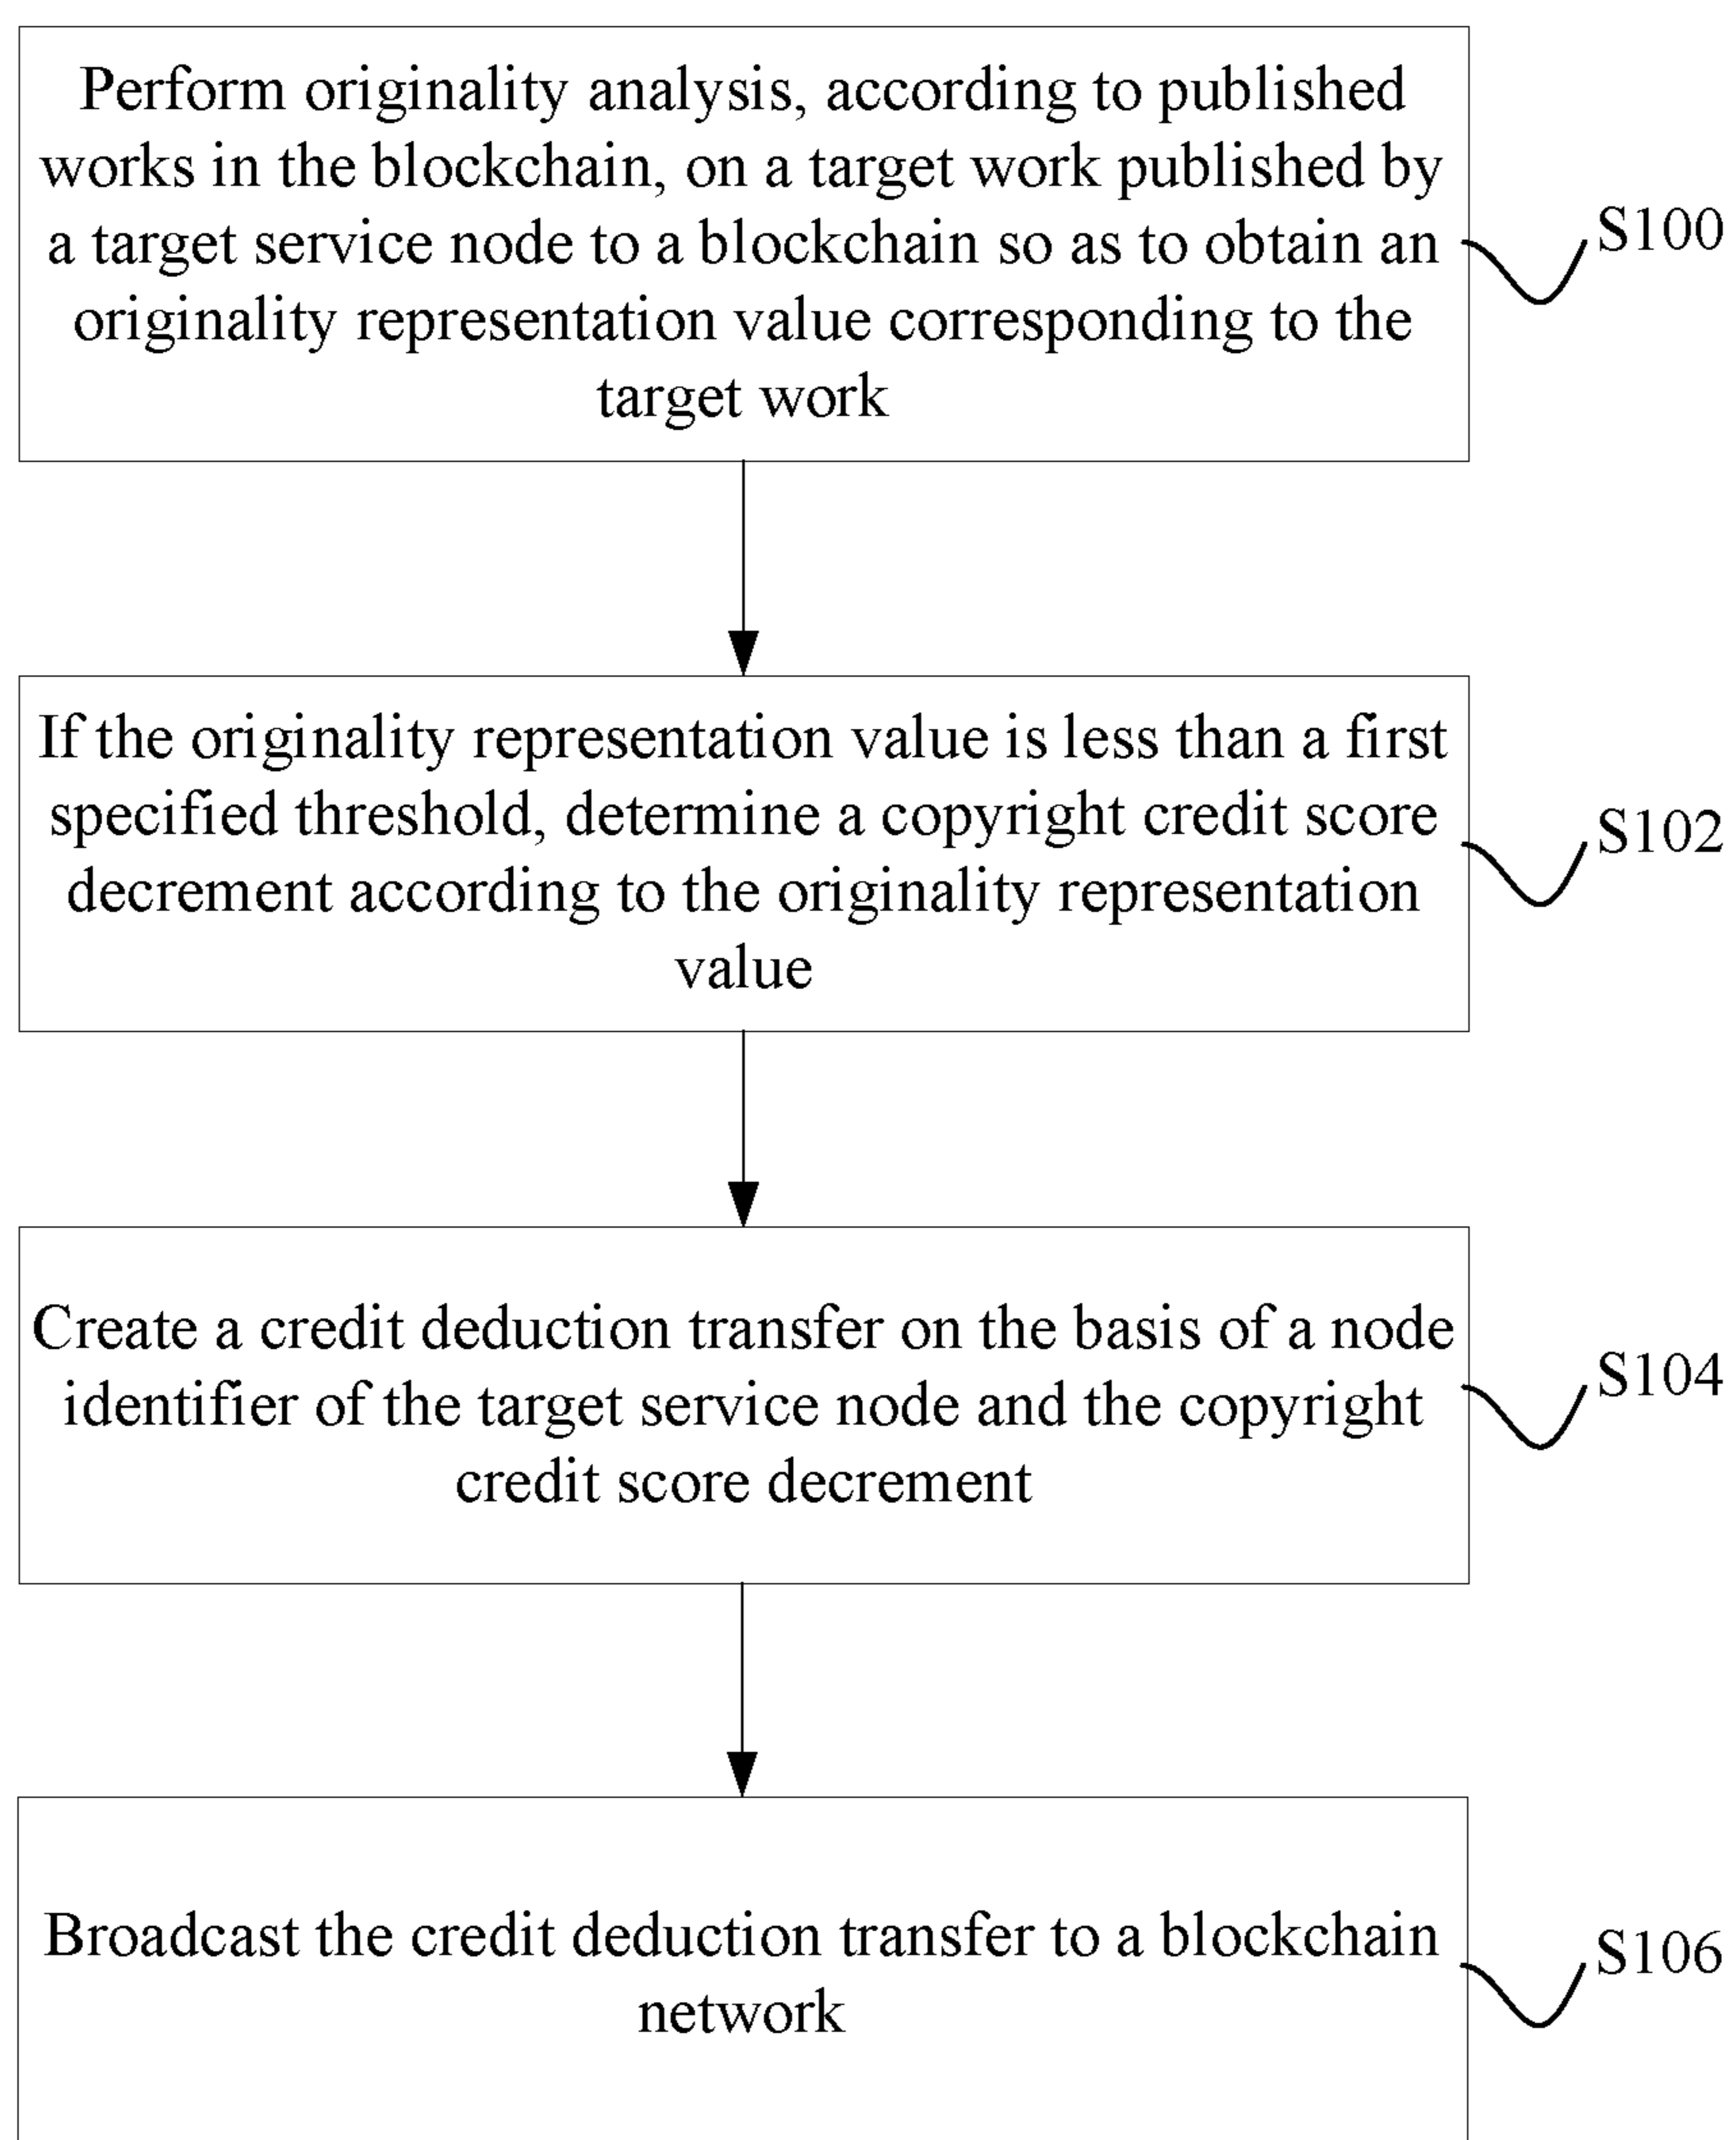 Perform originality analysis, according to published
works in the blockchain, on a target work published by
a target service node to a blockchain so as to obtain an
originality representation value corresponding to the
target work
S100
If the originality representation value is less than a first
specified threshold, determine a copyright credit score
decrement according to the originality representation
value
S102
Create a credit deduction transfer on the basis of a node
identifier of the target service node and the copyright
credit score decrement
S104
Broadcast the credit deduction transfer to a blockchain
network
S106